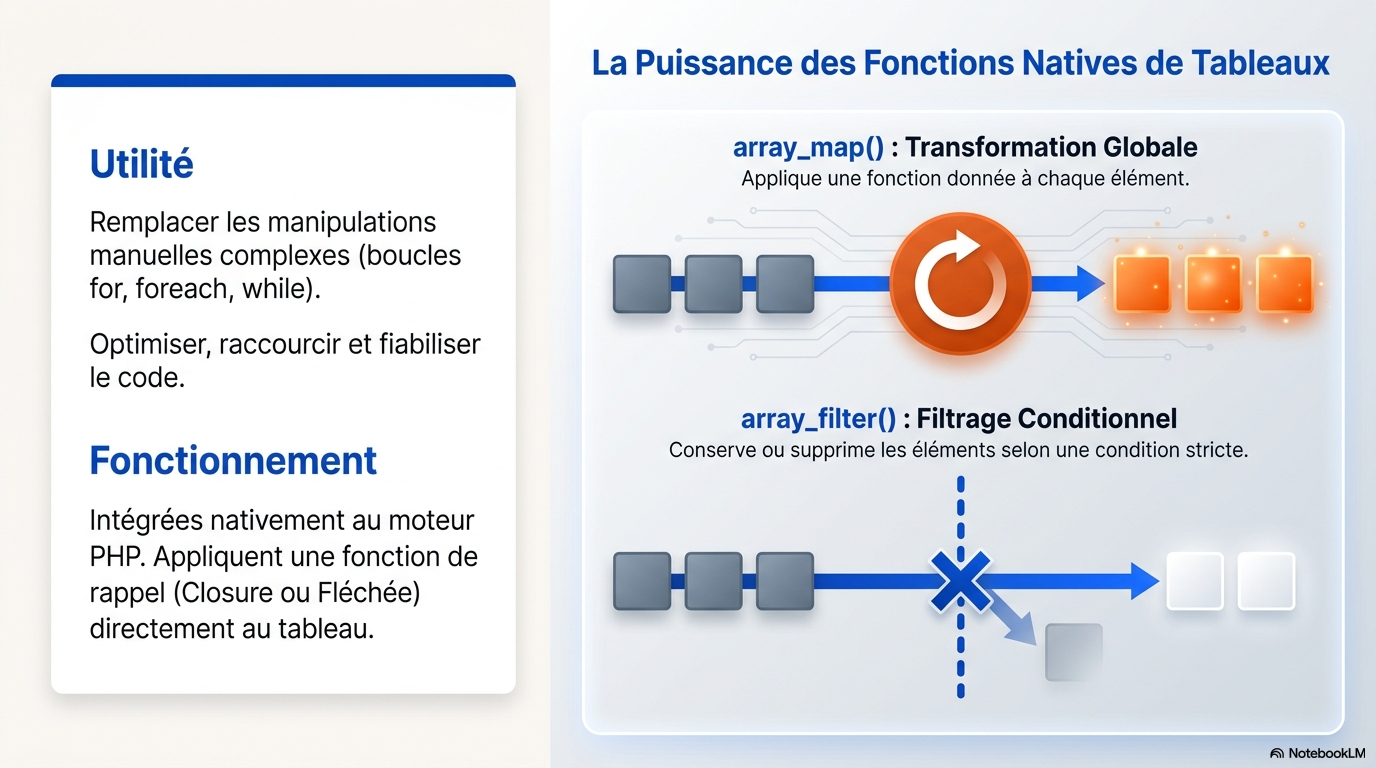 Utilité
Remplacer les manipulations
manuelles complexes (boucles
for, foreach, while).
Optimiser, raccourcir et fiabiliser
le code.
Fonctionnement
Intégrées nativement au moteur
PHP. Appliquent une fonction de
rappel (Closure ou Fléchée)
directement au tableau.
La Puissance des Fonctions Natives de Tableaux
array_map() : Transformation Globale
Applique une fonction donnée à chaque élément.
array_filter() : Filtrage Conditionnel
Conserve ou supprime les éléments selon une condition stricte.
NotebookLM